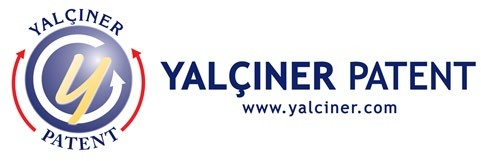 YALÇINER
y
PATENT
YALÇINER PATENT
www.yalciner.com